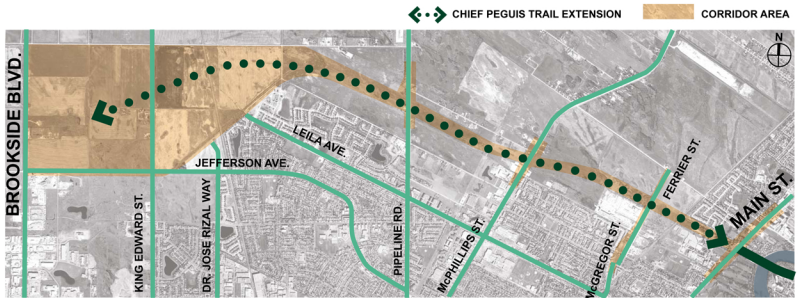 CHIEF PEGUIS TRAIL EXTENSION
CORRIDOR AREA
N
BROOKSIDE BLVD.
KING EDWARD ST.
JEFFERSON AVE.
DR. JOSE RIZAL WAY
LEILA AVE.
PIPELINE RD.
McPHILLIPS ST.
McGREGOR ST.
FERRIER ST.
MAIN ST.